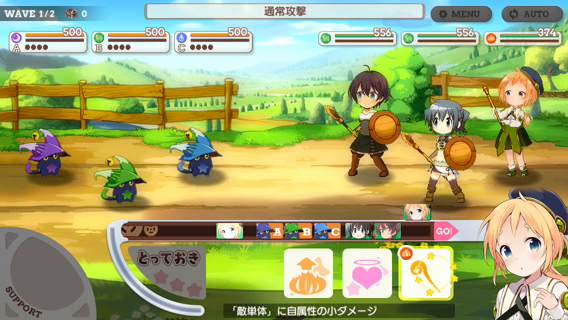 WAVE 1/2
0
通常攻撃
MENU
AUTO
500
A
500
B
500
C
556
556
374
A
B
C
GO!
とっておき
SUPPORT
「敵単体」に自属性の小ダメージ